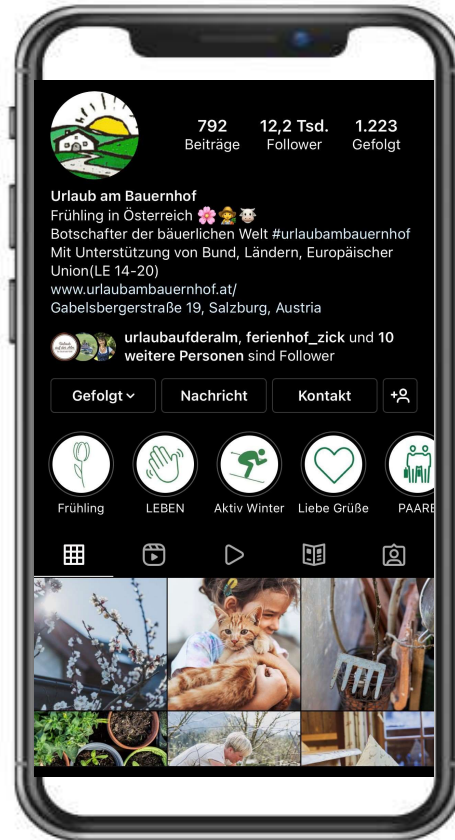 792 12,2 Tsd. 1.223
Beiträge Follower Gefolgt
Urlaub am Bauernhof
Frühling in Österreich 🌸👩‍🌾🐮
Botschafter der bäuerlichen Welt #urlaubambauernhof
Mit Unterstützung von Bund, Ländern, Europäischer
Union(LE 14-20)
www.urlaubambauernhof.at/
Gabelsbergerstraße 19, Salzburg, Austria
urlaubaufderalm, ferienhof_zick und 10
weitere Personen sind Follower
Gefolgt Nachricht Kontakt
Frühling LEBEN Aktiv Winter Liebe Grüße PAARE